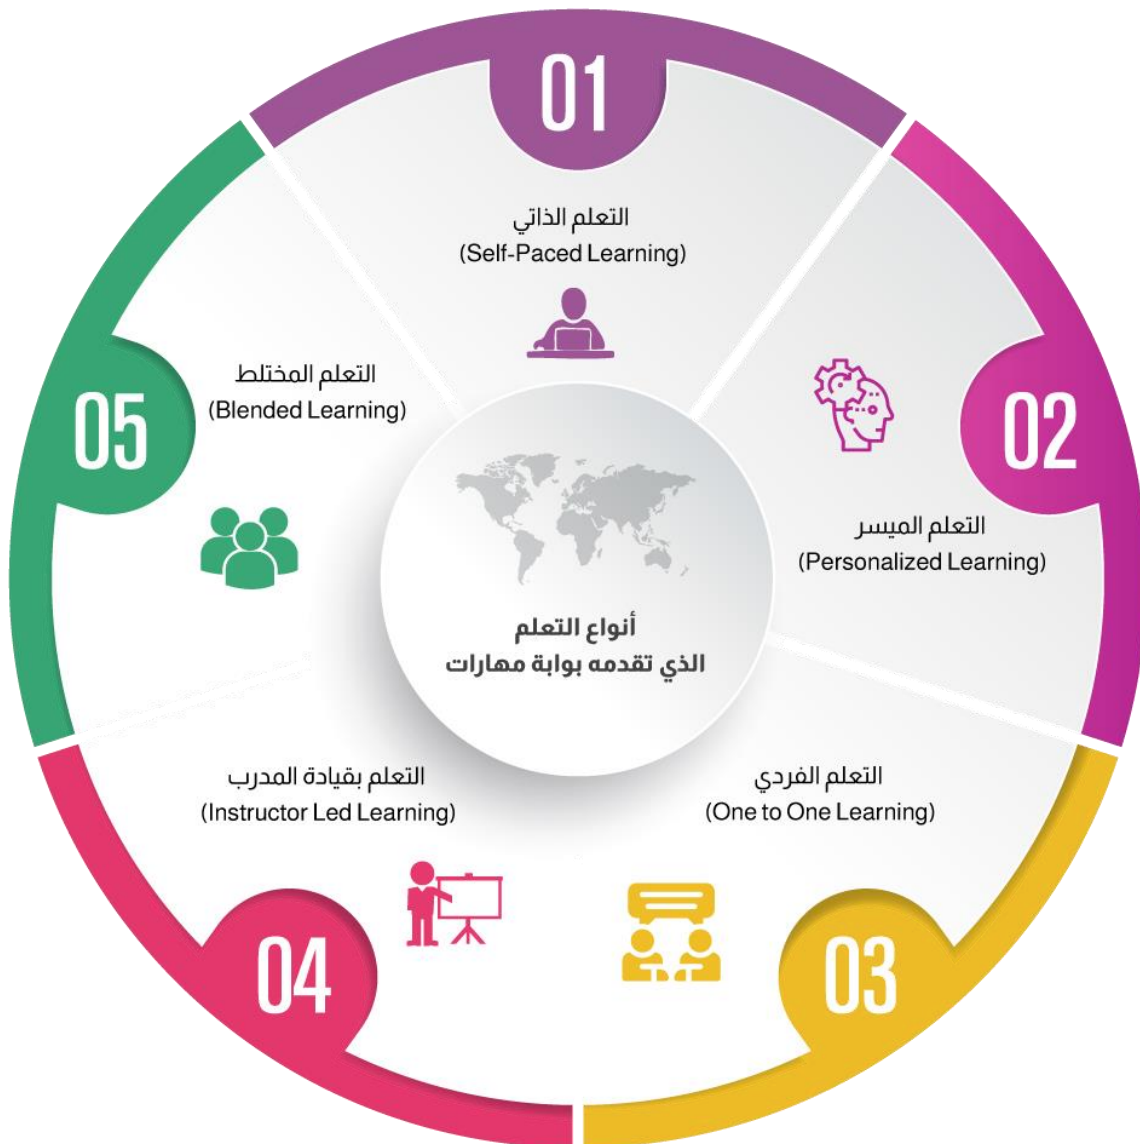 01
التعلم الذاتي
(Self-Paced Learning)
02
التعلم الميسر
(Personalized Learning)
03
التعلم الفردي
(One to One Learning)
04
التعلم بقيادة المدرب
(Instructor Led Learning)
05
التعلم المختلط
(Blended Learning)
أنواع التعلم
الذي تقدمه بوابة مهارات